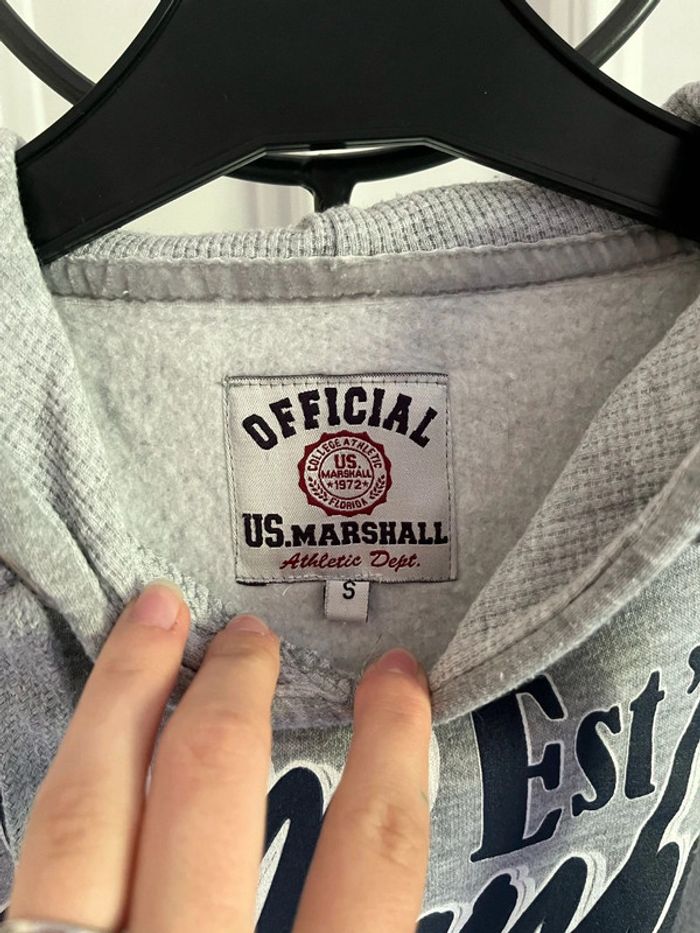 OFFICIAL
COLLEGE ATHLETIC
US.
MARSHALL
*1972*
FLORIDA
US.MARSHALL
Athletic Dept.
S
Est'